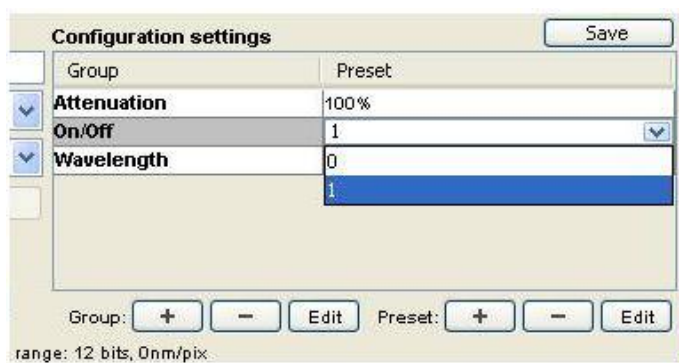 Configuration settings Save
Group Preset
Attenuation 100%
On/Off 1
Wavelength 0
1
Group: + - Edit Preset: + - Edit
range: 12 bits, 0nm/pix